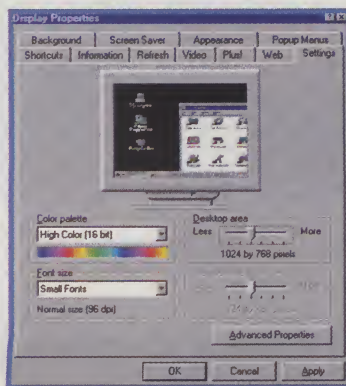 Display Properties
Background Screen Saver Appearance Popup Menus
Shortcuts Information Refresh Video Plus! Web Settings
Color palette
High Color (16 bit)
Desktop area
Less More
1024 by 768 pixels
Font size
Small Fonts
Normal size (96 dpi)
Advanced Properties
OK Cancel Apply